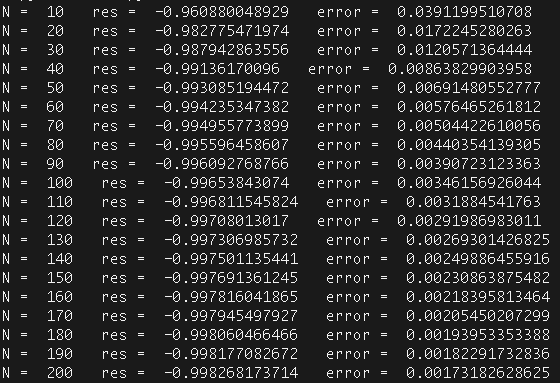 N =  10   res =  -0.960880048929   error =  0.0391199510708
N =  20   res =  -0.982775471974   error =  0.0172245280263
N =  30   res =  -0.987942863556   error =  0.0120571364444
N =  40   res =  -0.99136170096   error =  0.00863829903958
N =  50   res =  -0.993085194472   error =  0.00691480552777
N =  60   res =  -0.994235347382   error =  0.00576465261812
N =  70   res =  -0.994955773899   error =  0.00504422610056
N =  80   res =  -0.995596458607   error =  0.00440354139305
N =  90   res =  -0.996092768766   error =  0.00390723123363
N =  100   res =  -0.99653843074   error =  0.00346156926044
N =  110   res =  -0.996811545824   error =  0.0031884541763
N =  120   res =  -0.99708013017   error =  0.00291986983011
N =  130   res =  -0.997306985732   error =  0.00269301426825
N =  140   res =  -0.997501135441   error =  0.00249886455916
N =  150   res =  -0.997691361245   error =  0.00230863875482
N =  160   res =  -0.997816041865   error =  0.00218395813464
N =  170   res =  -0.997945497927   error =  0.00205450207299
N =  180   res =  -0.998060466466   error =  0.00193953353388
N =  190   res =  -0.998177082672   error =  0.00182291732836
N =  200   res =  -0.998268173714   error =  0.00173182628625